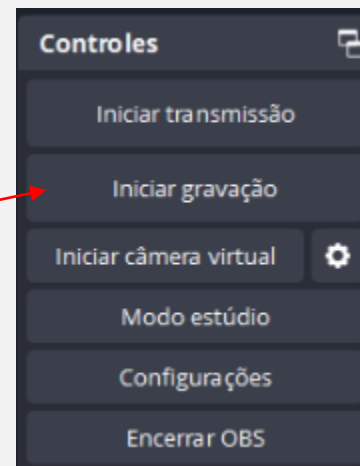 Controles
Iniciar transmissão
Iniciar gravação
Iniciar câmera virtual
Modo estúdio
Configurações
Encerrar OBS